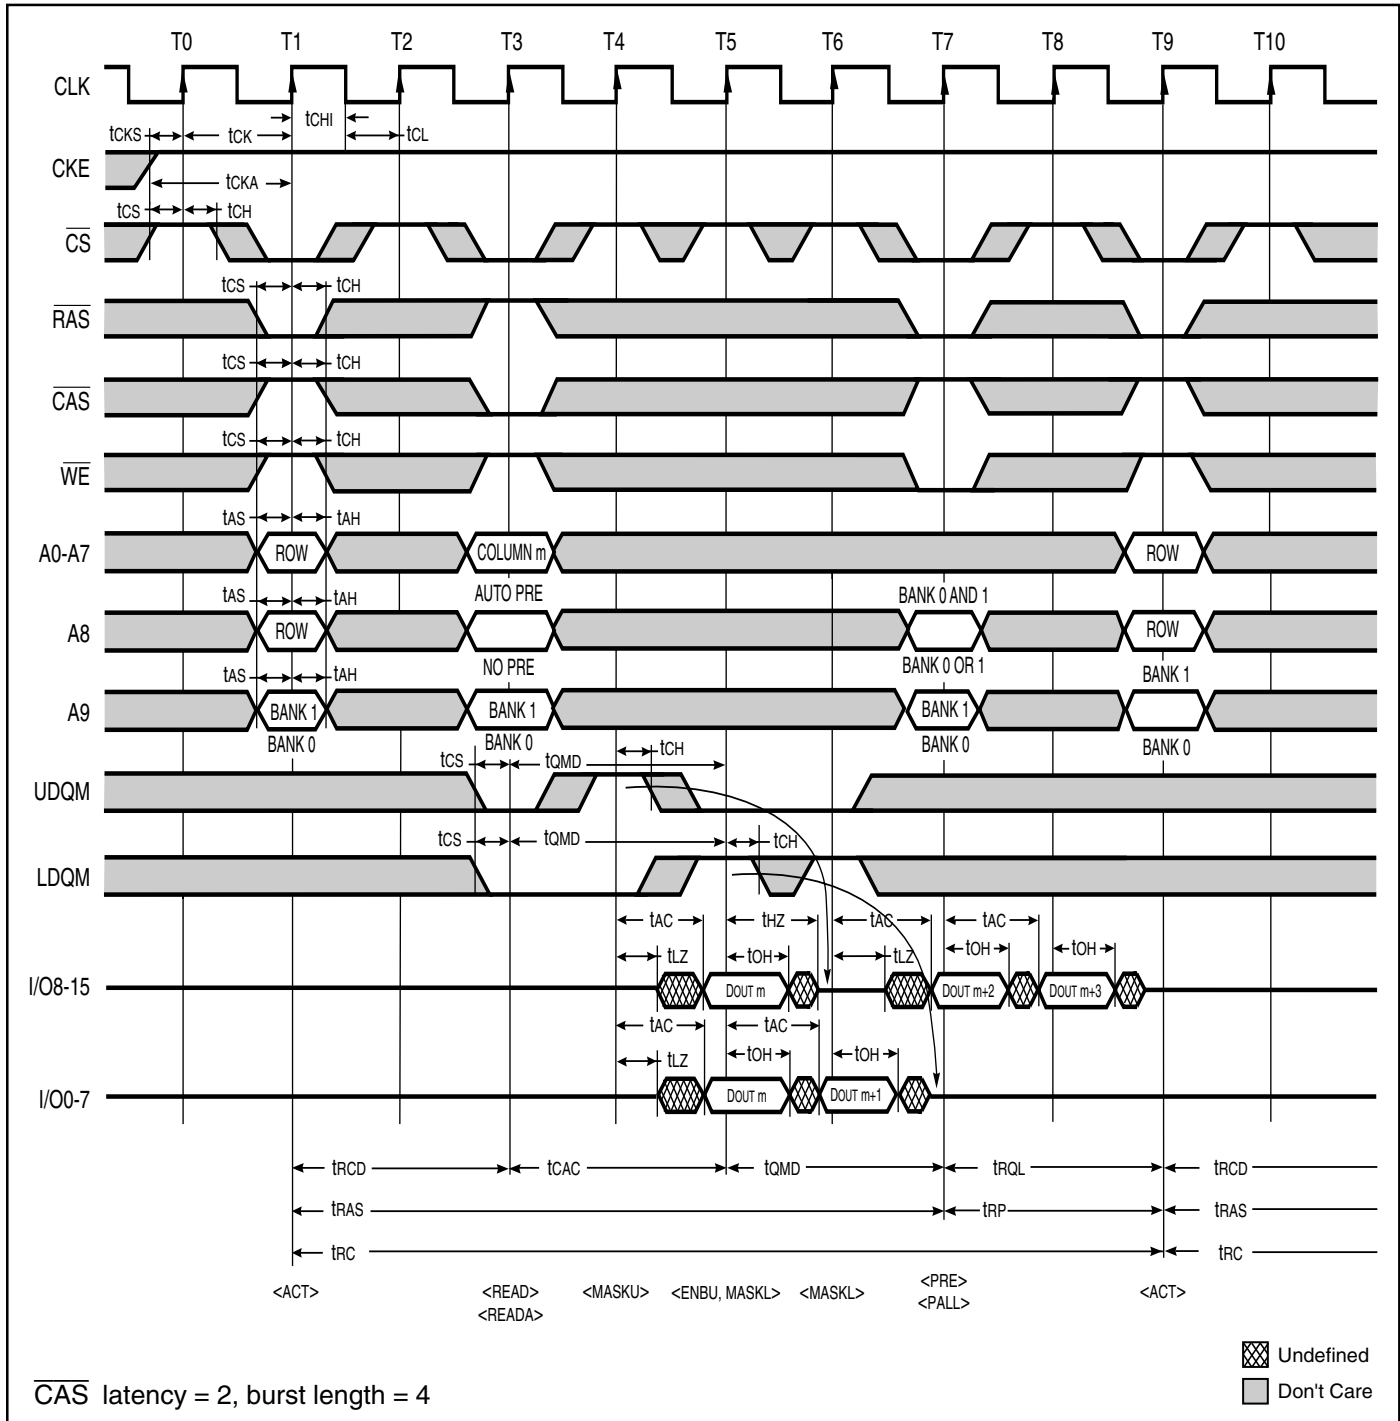 T0 T1 T2 T3 T4 T5 T6 T7 T8 T9 T10
CLK
tCHI
tCKS tCK tCL
CKE
tCKA
tCS tCH
CS
tCS tCH
RAS
tCS tCH
CAS
tCS tCH
WE
tAS tAH
A0-A7 ROW COLUMN m ROW
tAS tAH AUTO PRE BANK 0 AND 1
A8 ROW ROW
NO PRE BANK 0 OR 1 BANK 1
tAS tAH
A9 BANK 1 BANK 1 BANK 1
BANK 0 BANK 0 BANK 0 BANK 0
tCS tQMD tCH
UDQM
tCS tQMD tCH
LDQM
tAC tHZ tAC tAC
tLZ tOH tLZ tOH tOH
I/O8-15 DOUT m DOUT m+2 DOUT m+3
tAC tAC
tLZ tOH tOH
I/O0-7 DOUT m DOUT m+1
tRCD tCAC tQMD tRQL tRCD
tRAS tRP tRAS
tRC tRC
<ACT> <READ> <MASKU> <ENBU, MASKL> <MASKL> <PRE> <ACT>
<READA> <PALL>
Undefined
Don't Care
CAS latency = 2, burst length = 4